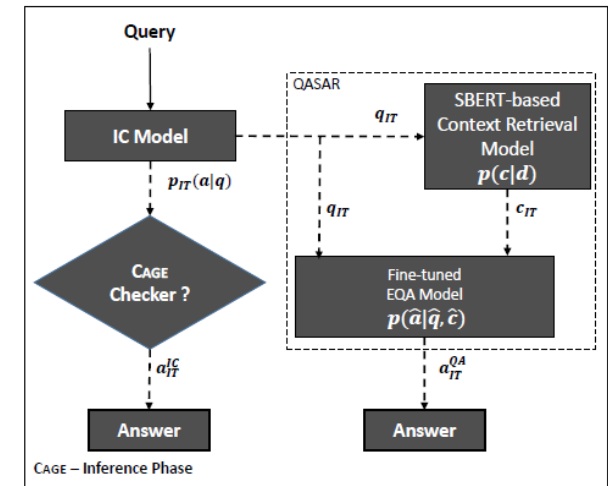 Query
QASAR
IC Model
q_IT
SBERT-based
Context Retrieval
Model
p(c|d)
p_IT(a|q)
q_IT
c_IT
CAGE
Checker ?
Fine-tuned
EQA Model
p(â|q̂, ĉ)
a_IT^IC
a_IT^QA
Answer
Answer
CAGE – Inference Phase